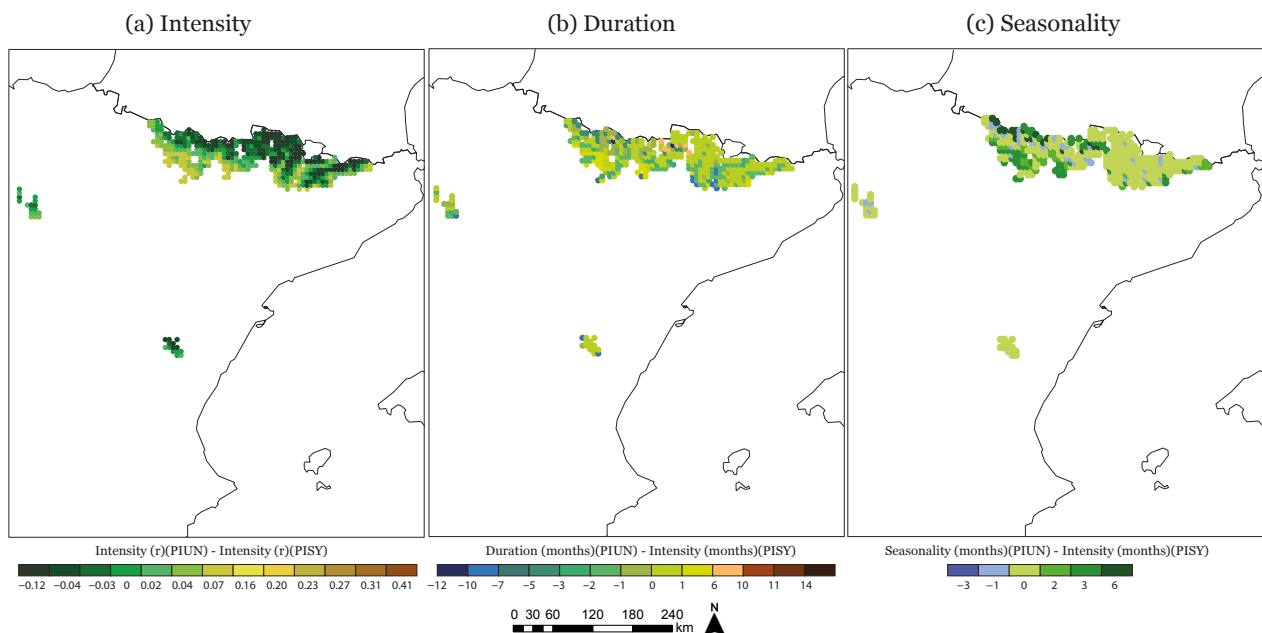 (a) Intensity
(b) Duration
(c) Seasonality
Intensity (r)(PIUN) - Intensity (r)(PISY)
−0.12 −0.04 −0.03 0 0.02 0.04 0.07 0.16 0.20 0.23 0.27 0.31 0.41
Duration (months)(PIUN) - Intensity (months)(PISY)
−12 −10 −7 −5 −3 −2 −1 0 1 6 10 11 14
Seasonality (months)(PIUN) - Intensity (months)(PISY)
−3 −1 0 2 3 6
0 30 60 120 180 240
km
N